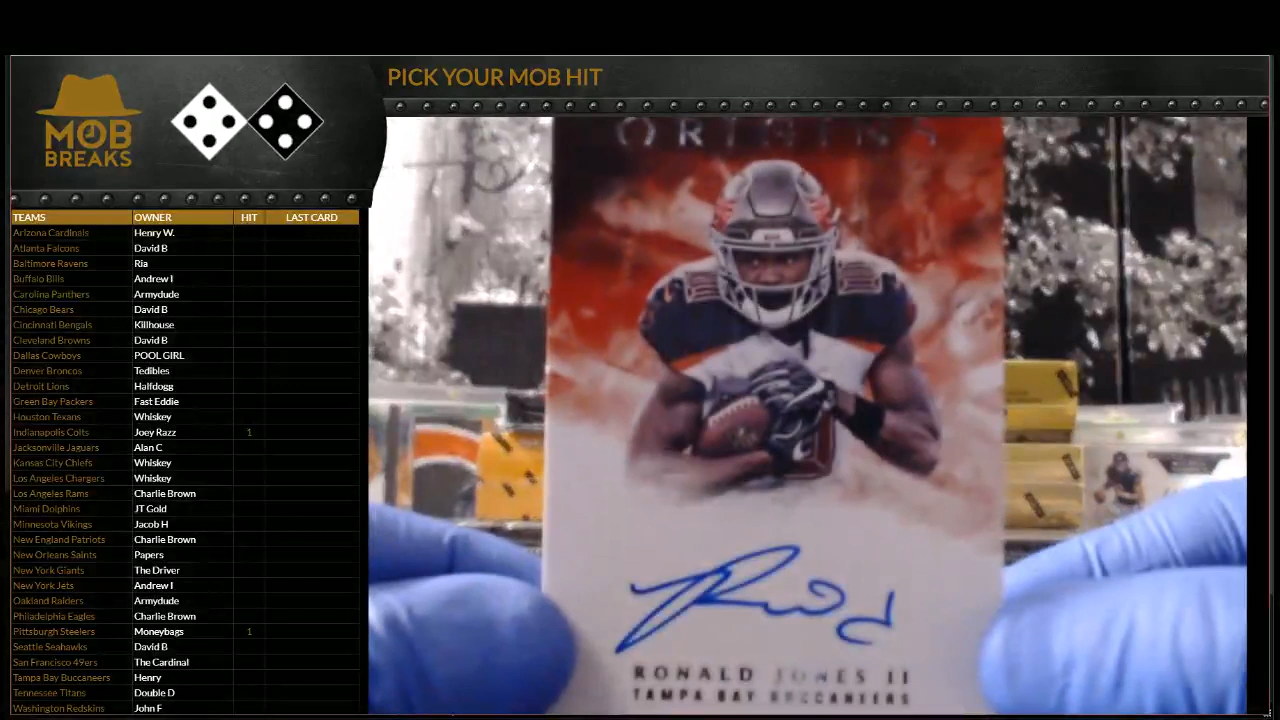 PICK YOUR MOB HIT
MOB
BREAKS
TEAMS OWNER HIT LAST CARD
Arizona Cardinals Henry W.
Atlanta Falcons David B
Baltimore Ravens Ria
Buffalo Bills Andrew I
Carolina Panthers Armydude
Chicago Bears David B
Cincinnati Bengals Killhouse
Cleveland Browns David B
Dallas Cowboys POOL GIRL
Denver Broncos Tedibles
Detroit Lions Halfdogg
Green Bay Packers Fast Eddie
Houston Texans Whiskey
Indianapolis Colts Joey Razz 1
Jacksonville Jaguars Alan C
Kansas City Chiefs Whiskey
Los Angeles Chargers Whiskey
Los Angeles Rams Charlie Brown
Miami Dolphins JT Gold
Minnesota Vikings Jacob H
New England Patriots Charlie Brown
New Orleans Saints Papers
New York Giants The Driver
New York Jets Andrew I
Oakland Raiders Armydude
Philadelphia Eagles Charlie Brown
Pittsburgh Steelers Moneybags 1
Seattle Seahawks David B
San Francisco 49ers The Cardinal
Tampa Bay Buccaneers Henry
Tennessee Titans Double D
Washington Redskins John F
ORIGINS
RONALD JONES II
TAMPA BAY BUCCANEERS